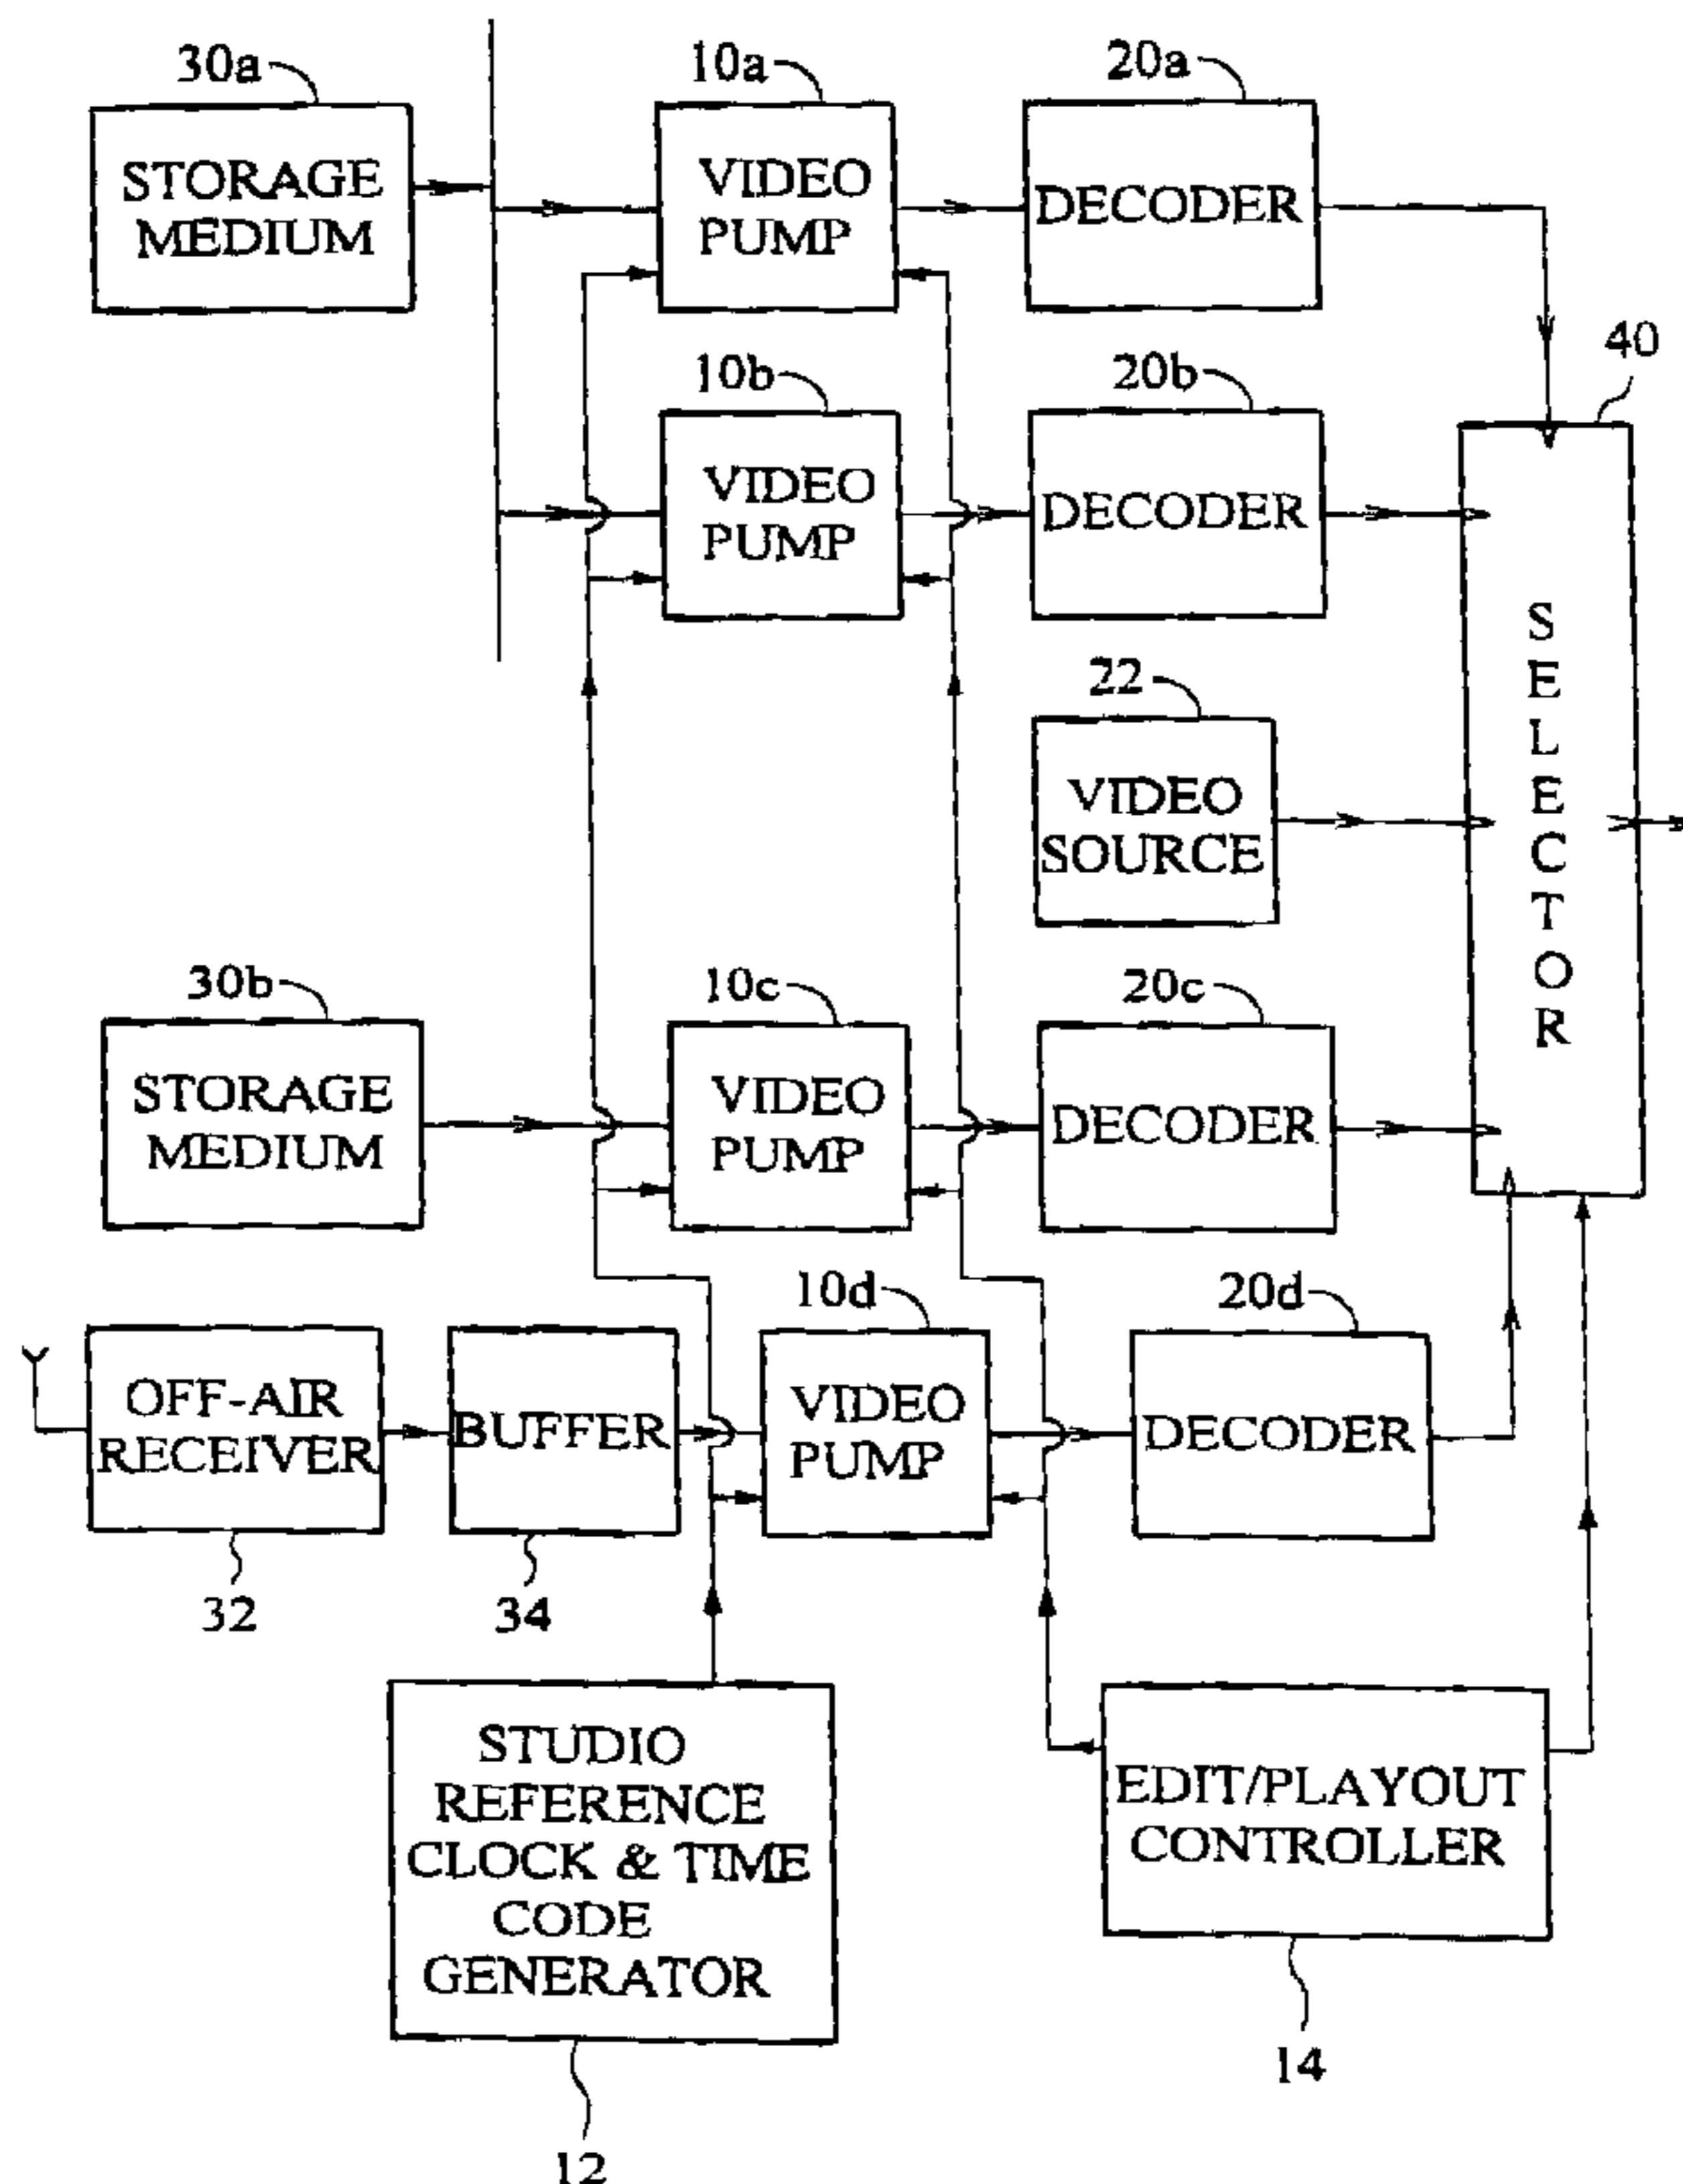 30a
10a
20a
STORAGE
MEDIUM
VIDEO
PUMP
DECODER
40
10b
20b
VIDEO
PUMP
DECODER
SELECTOR
22
VIDEO
SOURCE
30b
10c
20c
STORAGE
MEDIUM
VIDEO
PUMP
DECODER
10d
20d
OFF-AIR
RECEIVER
BUFFER
VIDEO
PUMP
DECODER
32
34
STUDIO
REFERENCE
CLOCK & TIME
CODE
GENERATOR
EDIT/PLAYOUT
CONTROLLER
14
12